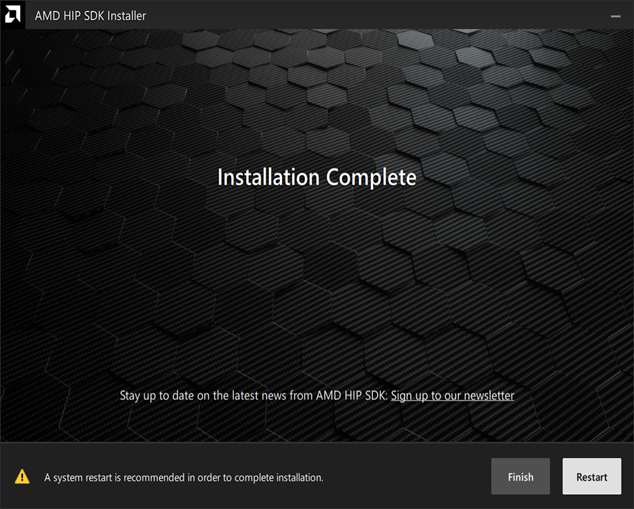 AMD HIP SDK Installer
Installation Complete
Stay up to date on the latest news from AMD HIP SDK: Sign up to our newsletter
A system restart is recommended in order to complete installation.
Finish
Restart